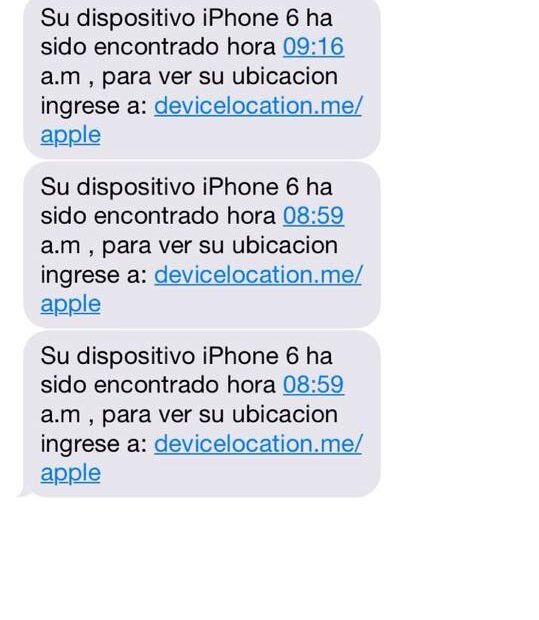 Su dispositivo iPhone 6 ha
sido encontrado hora 09:16
a.m , para ver su ubicacion
ingrese a: devicelocation.me/
apple
Su dispositivo iPhone 6 ha
sido encontrado hora 08:59
a.m , para ver su ubicacion
ingrese a: devicelocation.me/
apple
Su dispositivo iPhone 6 ha
sido encontrado hora 08:59
a.m , para ver su ubicacion
ingrese a: devicelocation.me/
apple